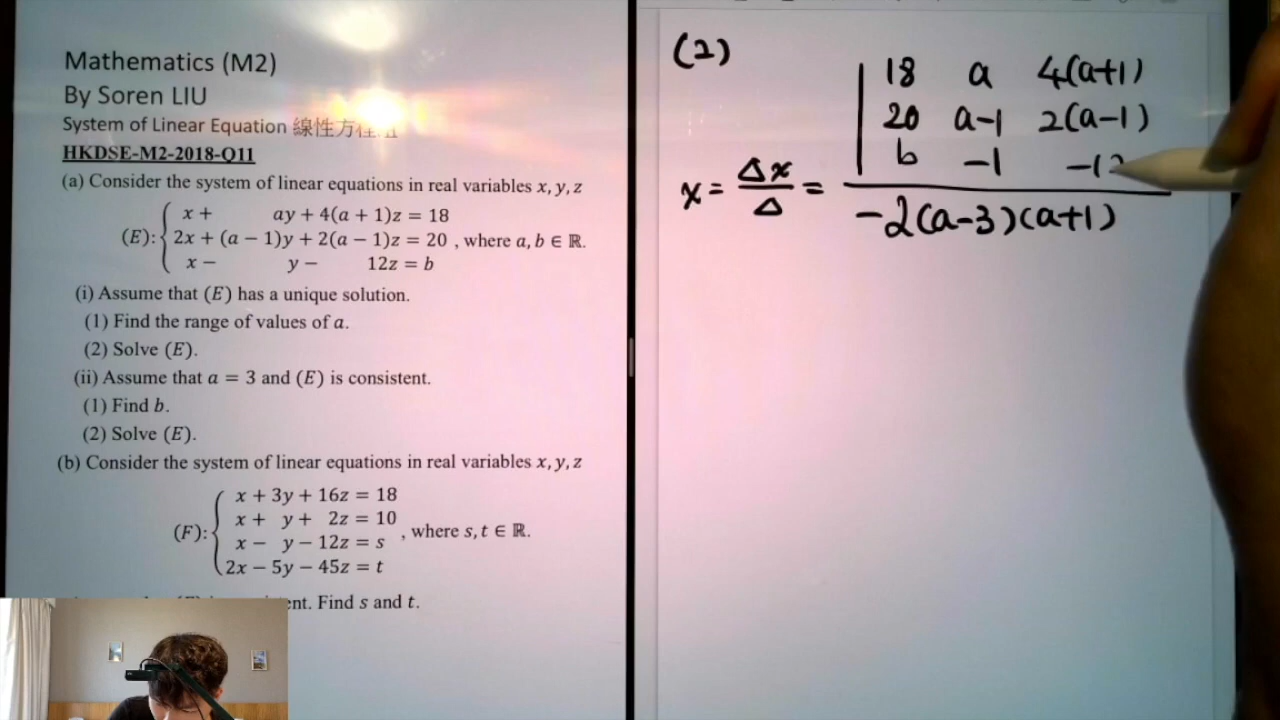 Mathematics (M2)
By Soren LIU
System of Linear Equation 線性方程組
HKDSE-M2-2018-Q11
(a) Consider the system of linear equations in real variables x, y, z
(E): { x + ay + 4(a + 1)z = 18
2x + (a − 1)y + 2(a − 1)z = 20 , where a, b ∈ ℝ.
x − y − 12z = b
(i) Assume that (E) has a unique solution.
(1) Find the range of values of a.
(2) Solve (E).
(ii) Assume that a = 3 and (E) is consistent.
(1) Find b.
(2) Solve (E).
(b) Consider the system of linear equations in real variables x, y, z
(F): { x + 3y + 16z = 18
x + y + 2z = 10
x − y − 12z = s , where s, t ∈ ℝ.
2x − 5y − 45z = t
Find s and t.
(2)
18 a 4(a+1)
20 a-1 2(a-1)
b -1 -12
x = Δx/Δ =
-2(a-3)(a+1)